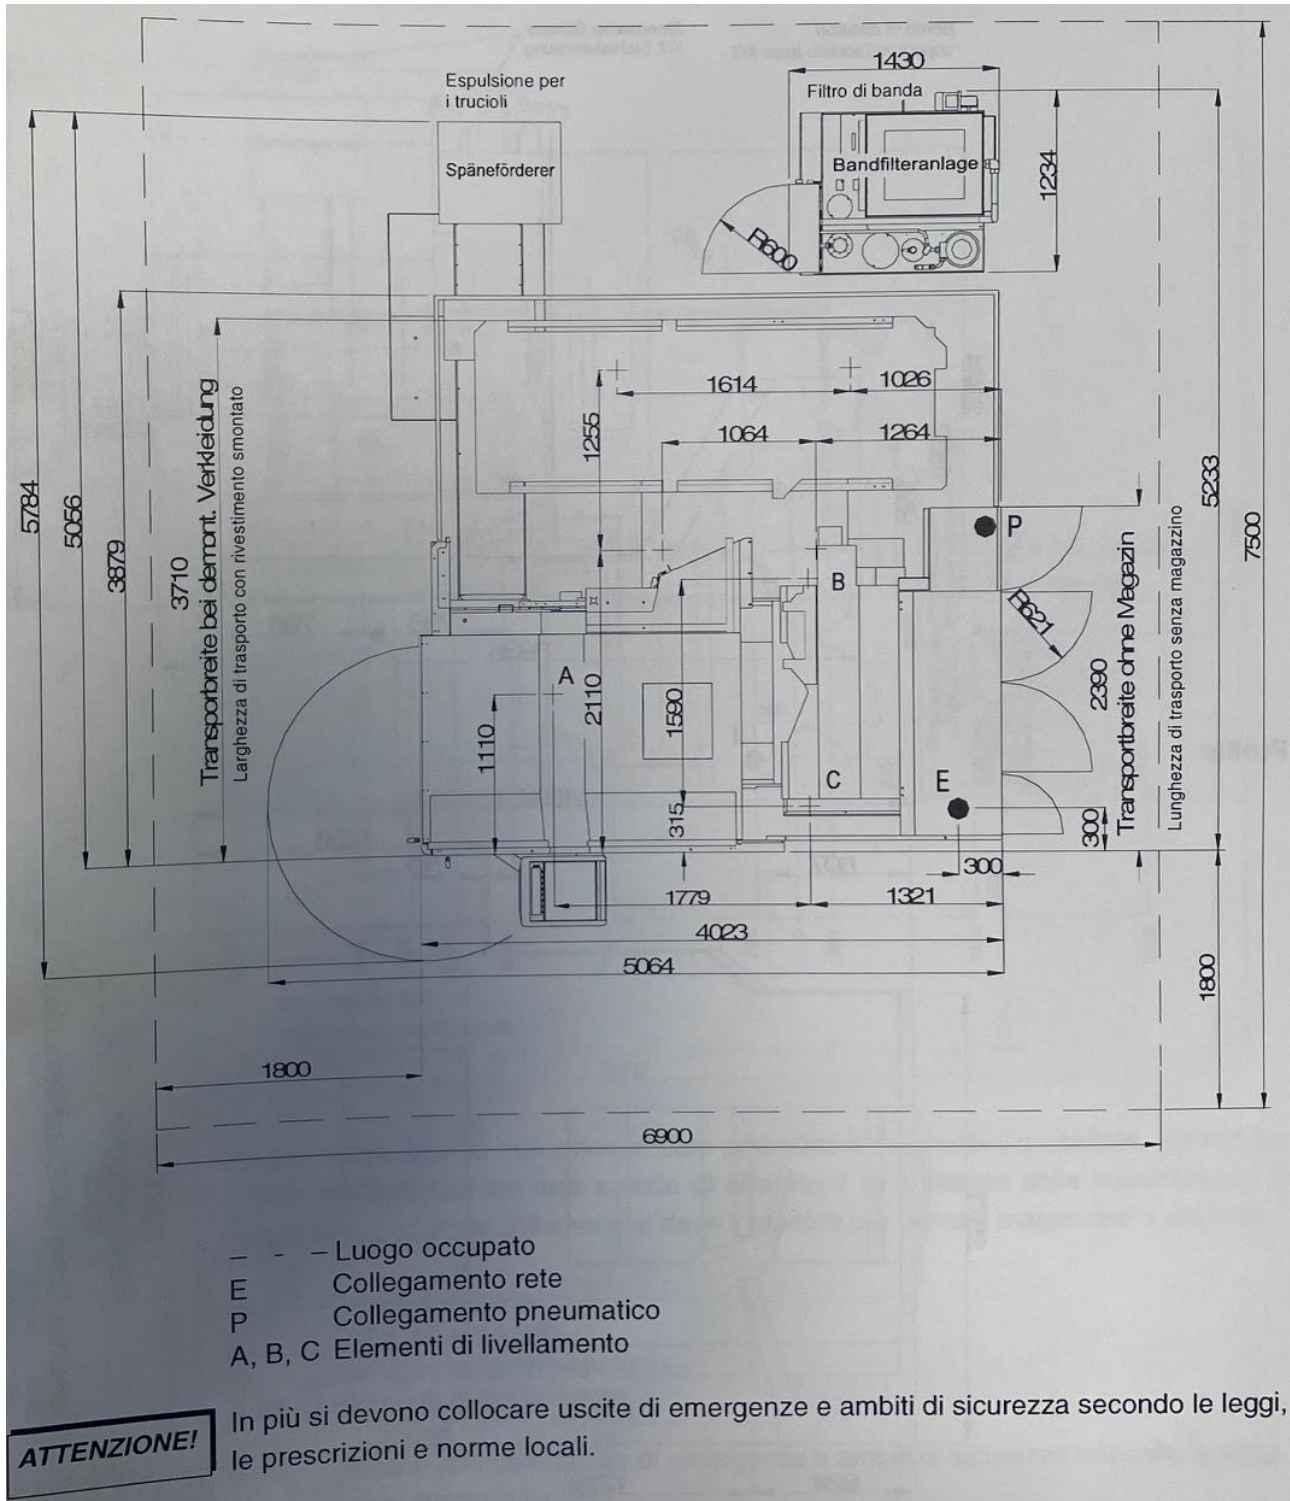 1430
Espulsione per
i trucioli
Filtro di banda
Späneförderer
Bandfilteranlage
1234
R600
1614
1026
1255
1064
1264
5784
5056
3879
3710
Transporbreite bei demont. Verkleidung
Larghezza di trasporto con rivestimento smontato
5233
7500
P
B
R621
2390
Transportbreite ohne Magazin
Lunghezza di trasporto senza magazzino
A
2110
1590
1110
C
E
315
300
300
1779
1321
4023
5064
1800
1800
6900
– - – Luogo occupato
E Collegamento rete
P Collegamento pneumatico
A, B, C Elementi di livellamento
ATTENZIONE!
In più si devono collocare uscite di emergenze e ambiti di sicurezza secondo le leggi,
le prescrizioni e norme locali.